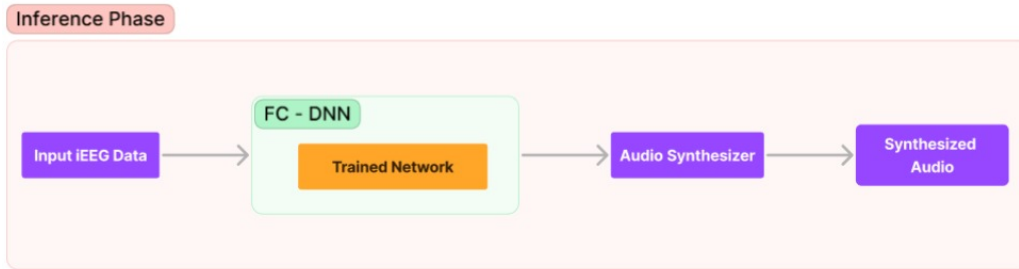 Inference Phase
FC - DNN
Input iEEG Data
Trained Network
Audio Synthesizer
Synthesized
Audio